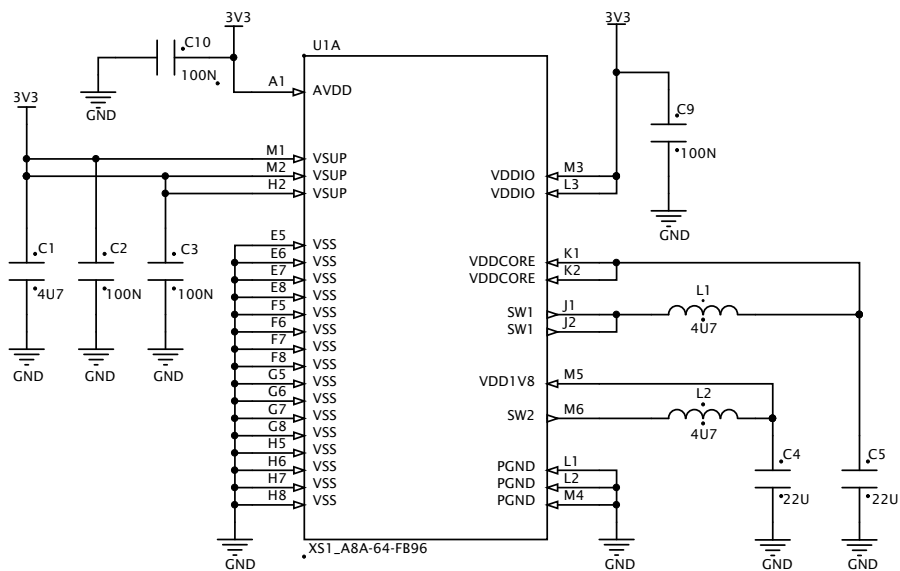 3V3
3V3
C10
100N
GND
U1A
A1
AVDD
3V3
M1
VSUP
M2
VSUP
H2
VSUP
M3
VDDIO
L3
VDDIO
C9
100N
GND
C1
4U7
GND
C2
100N
GND
C3
100N
GND
E5
VSS
E6
VSS
E7
VSS
E8
VSS
F5
VSS
F6
VSS
F7
VSS
F8
VSS
G5
VSS
G6
VSS
G7
VSS
G8
VSS
H5
VSS
H6
VSS
H7
VSS
H8
VSS
GND
VDDCORE
K1
VDDCORE
K2
SW1
J1
SW1
J2
L1
4U7
VDD1V8
M5
SW2
M6
L2
4U7
PGND
L1
PGND
L2
PGND
M4
GND
C4
22U
GND
C5
22U
GND
XS1_A8A-64-FB96